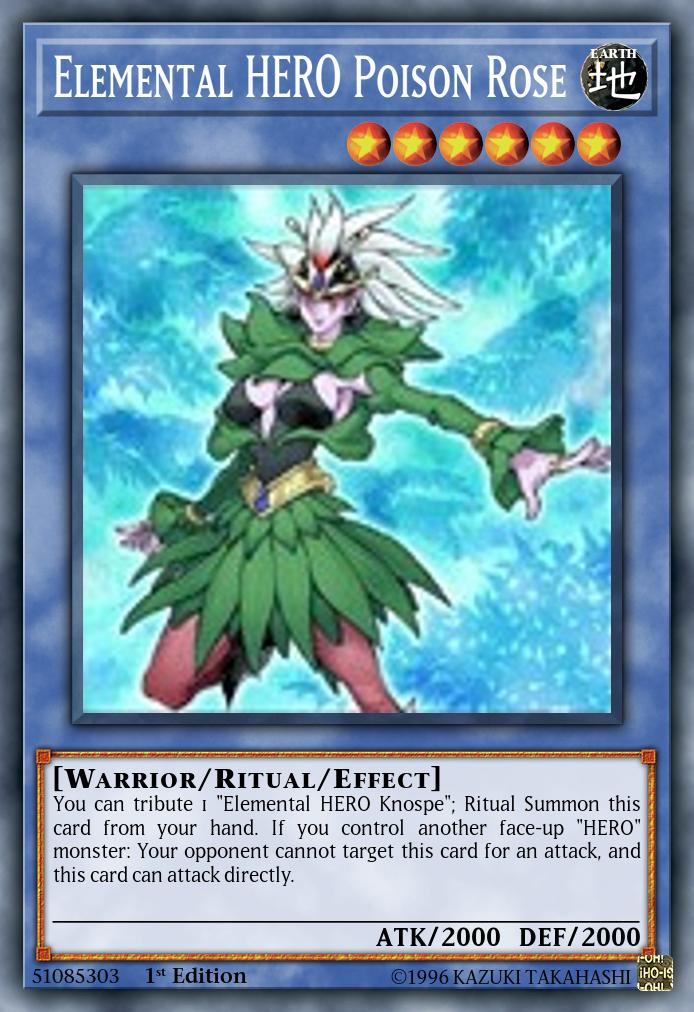 Elemental HERO Poison Rose
EARTH
地
[Warrior/Ritual/Effect]
You can tribute 1 "Elemental HERO Knospe"; Ritual Summon this
card from your hand. If you control another face-up "HERO"
monster: Your opponent cannot target this card for an attack, and
this card can attack directly.
ATK/2000 DEF/2000
51085303 1st Edition ©1996 KAZUKI TAKAHASHI